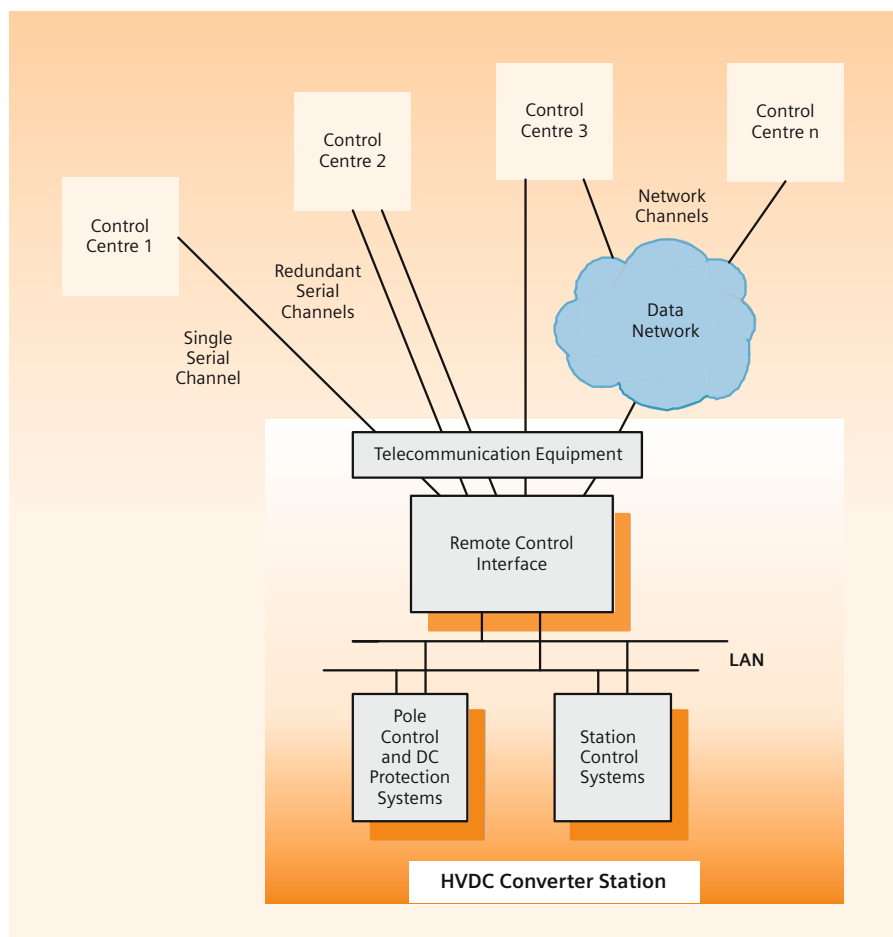 Control
Centre 1
Control
Centre 2
Control
Centre 3
Control
Centre n
Network
Channels
Redundant
Serial
Channels
Single
Serial
Channel
Data
Network
Telecommunication Equipment
Remote Control
Interface
LAN
Pole
Control
and DC
Protection
Systems
Station
Control
Systems
HVDC Converter Station